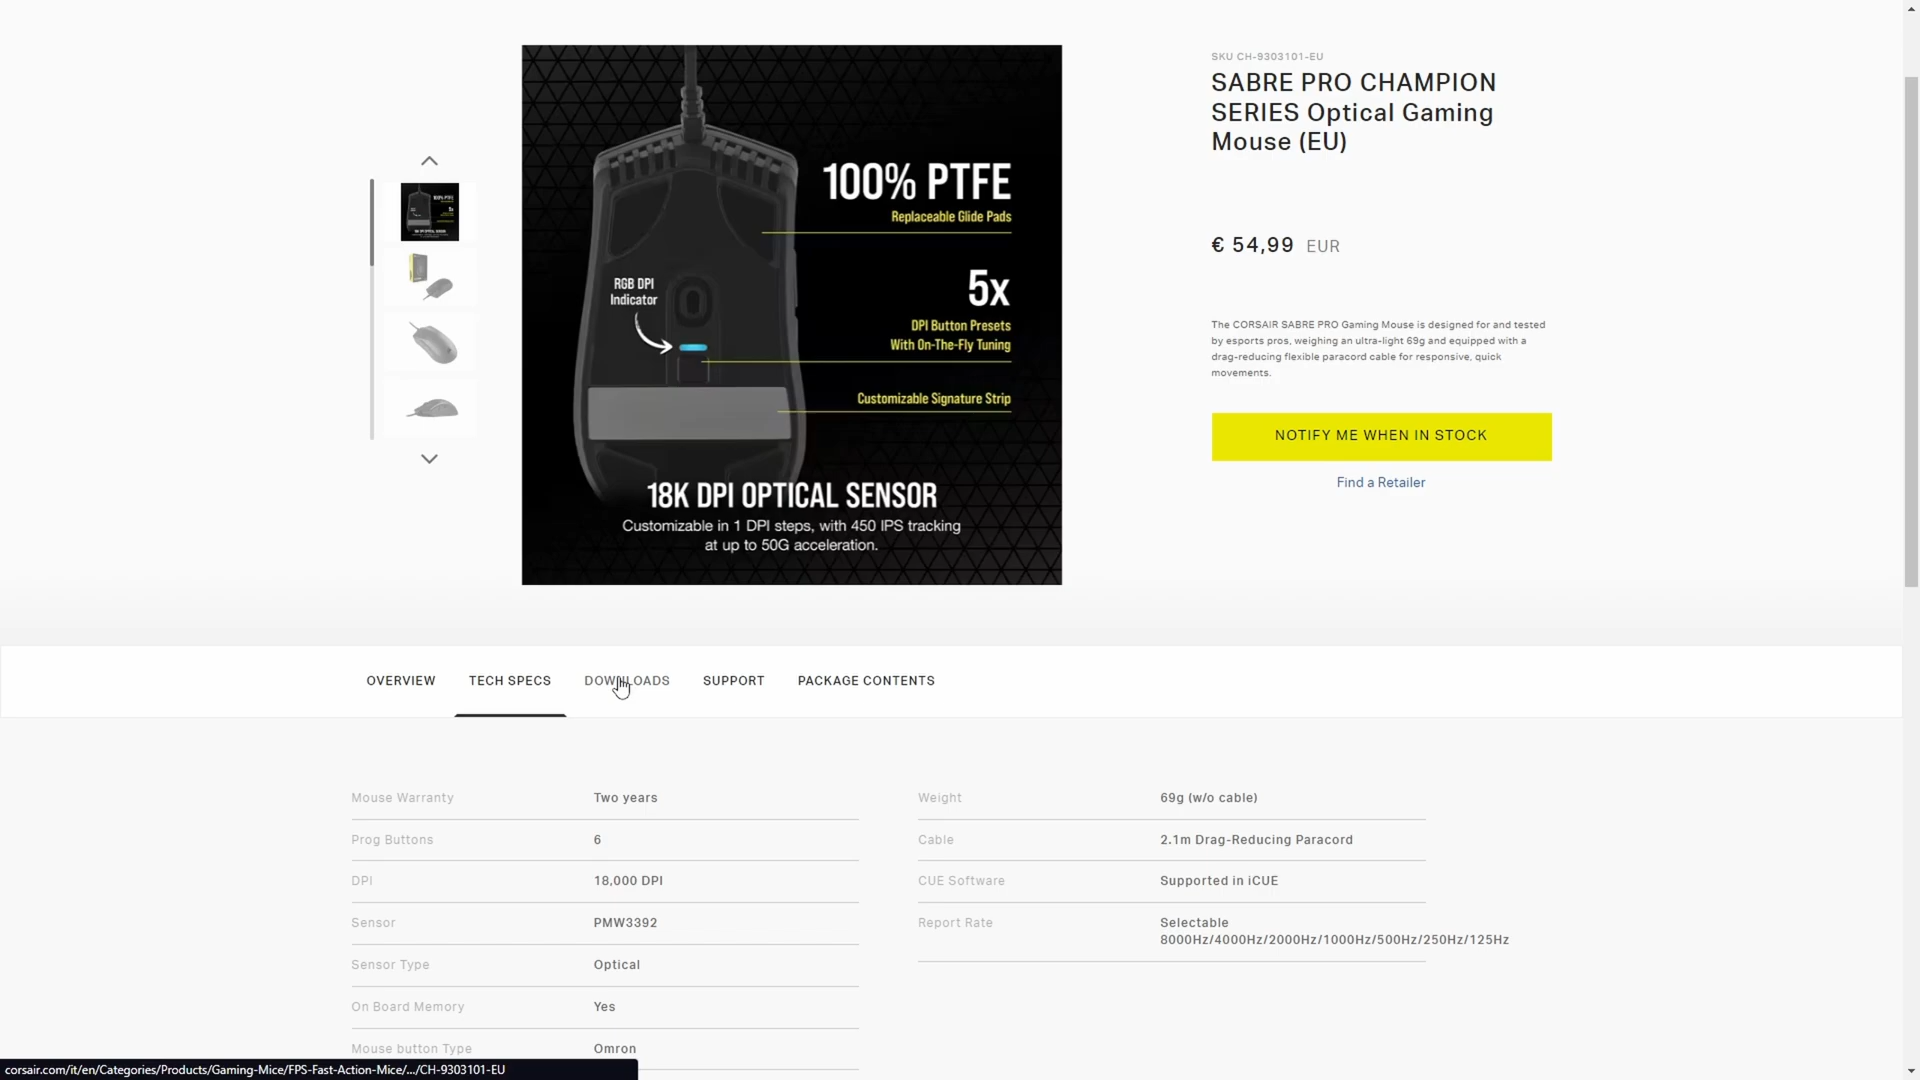 SKU CH-9303101-EU
SABRE PRO CHAMPION
SERIES Optical Gaming
Mouse (EU)
€ 54,99 EUR
The CORSAIR SABRE PRO Gaming Mouse is designed for and tested
by esports pros, weighing an ultra-light 69g and equipped with a
drag-reducing flexible paracord cable for responsive, quick
movements.
NOTIFY ME WHEN IN STOCK
Find a Retailer
100% PTFE
Replaceable Glide Pads
RGB DPI
Indicator
5x
DPI Button Presets
With On-The-Fly Tuning
Customizable Signature Strip
18K DPI OPTICAL SENSOR
Customizable in 1 DPI steps, with 450 IPS tracking
at up to 50G acceleration.
OVERVIEW TECH SPECS DOWNLOADS SUPPORT PACKAGE CONTENTS
Mouse Warranty Two years
Prog Buttons 6
DPI 18,000 DPI
Sensor PMW3392
Sensor Type Optical
On Board Memory Yes
Mouse button Type Omron
Weight 69g (w/o cable)
Cable 2.1m Drag-Reducing Paracord
CUE Software Supported in iCUE
Report Rate Selectable
8000Hz/4000Hz/2000Hz/1000Hz/500Hz/250Hz/125Hz
corsair.com/it/en/Categories/Products/Gaming-Mice/FPS-Fast-Action-Mice/.../CH-9303101-EU